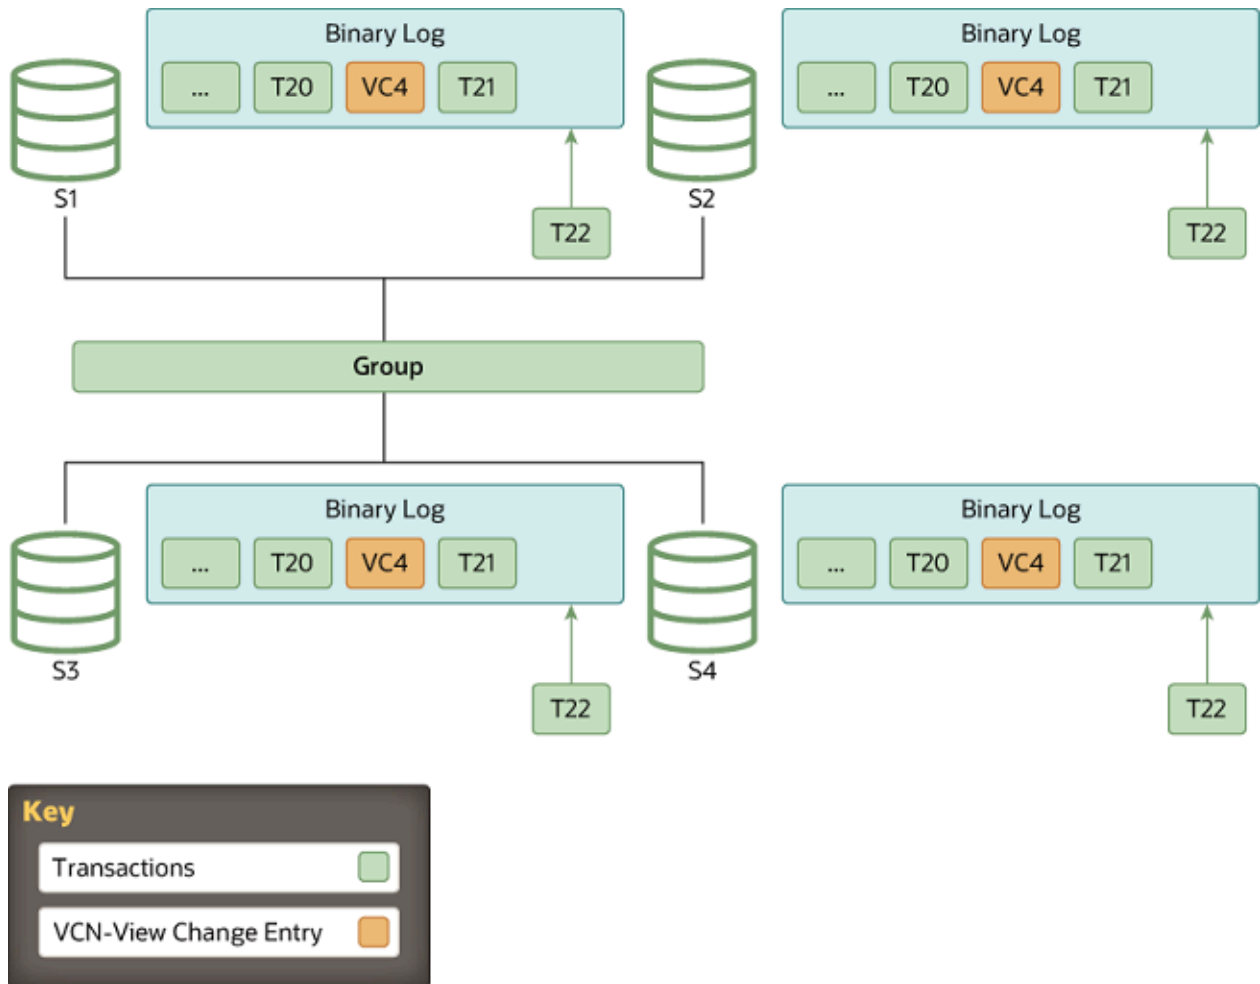 Binary Log
... T20 VC4 T21
S1
T22
Binary Log
... T20 VC4 T21
S2
T22
Group
Binary Log
... T20 VC4 T21
S3
T22
Binary Log
... T20 VC4 T21
S4
T22
Key
Transactions
VCN-View Change Entry